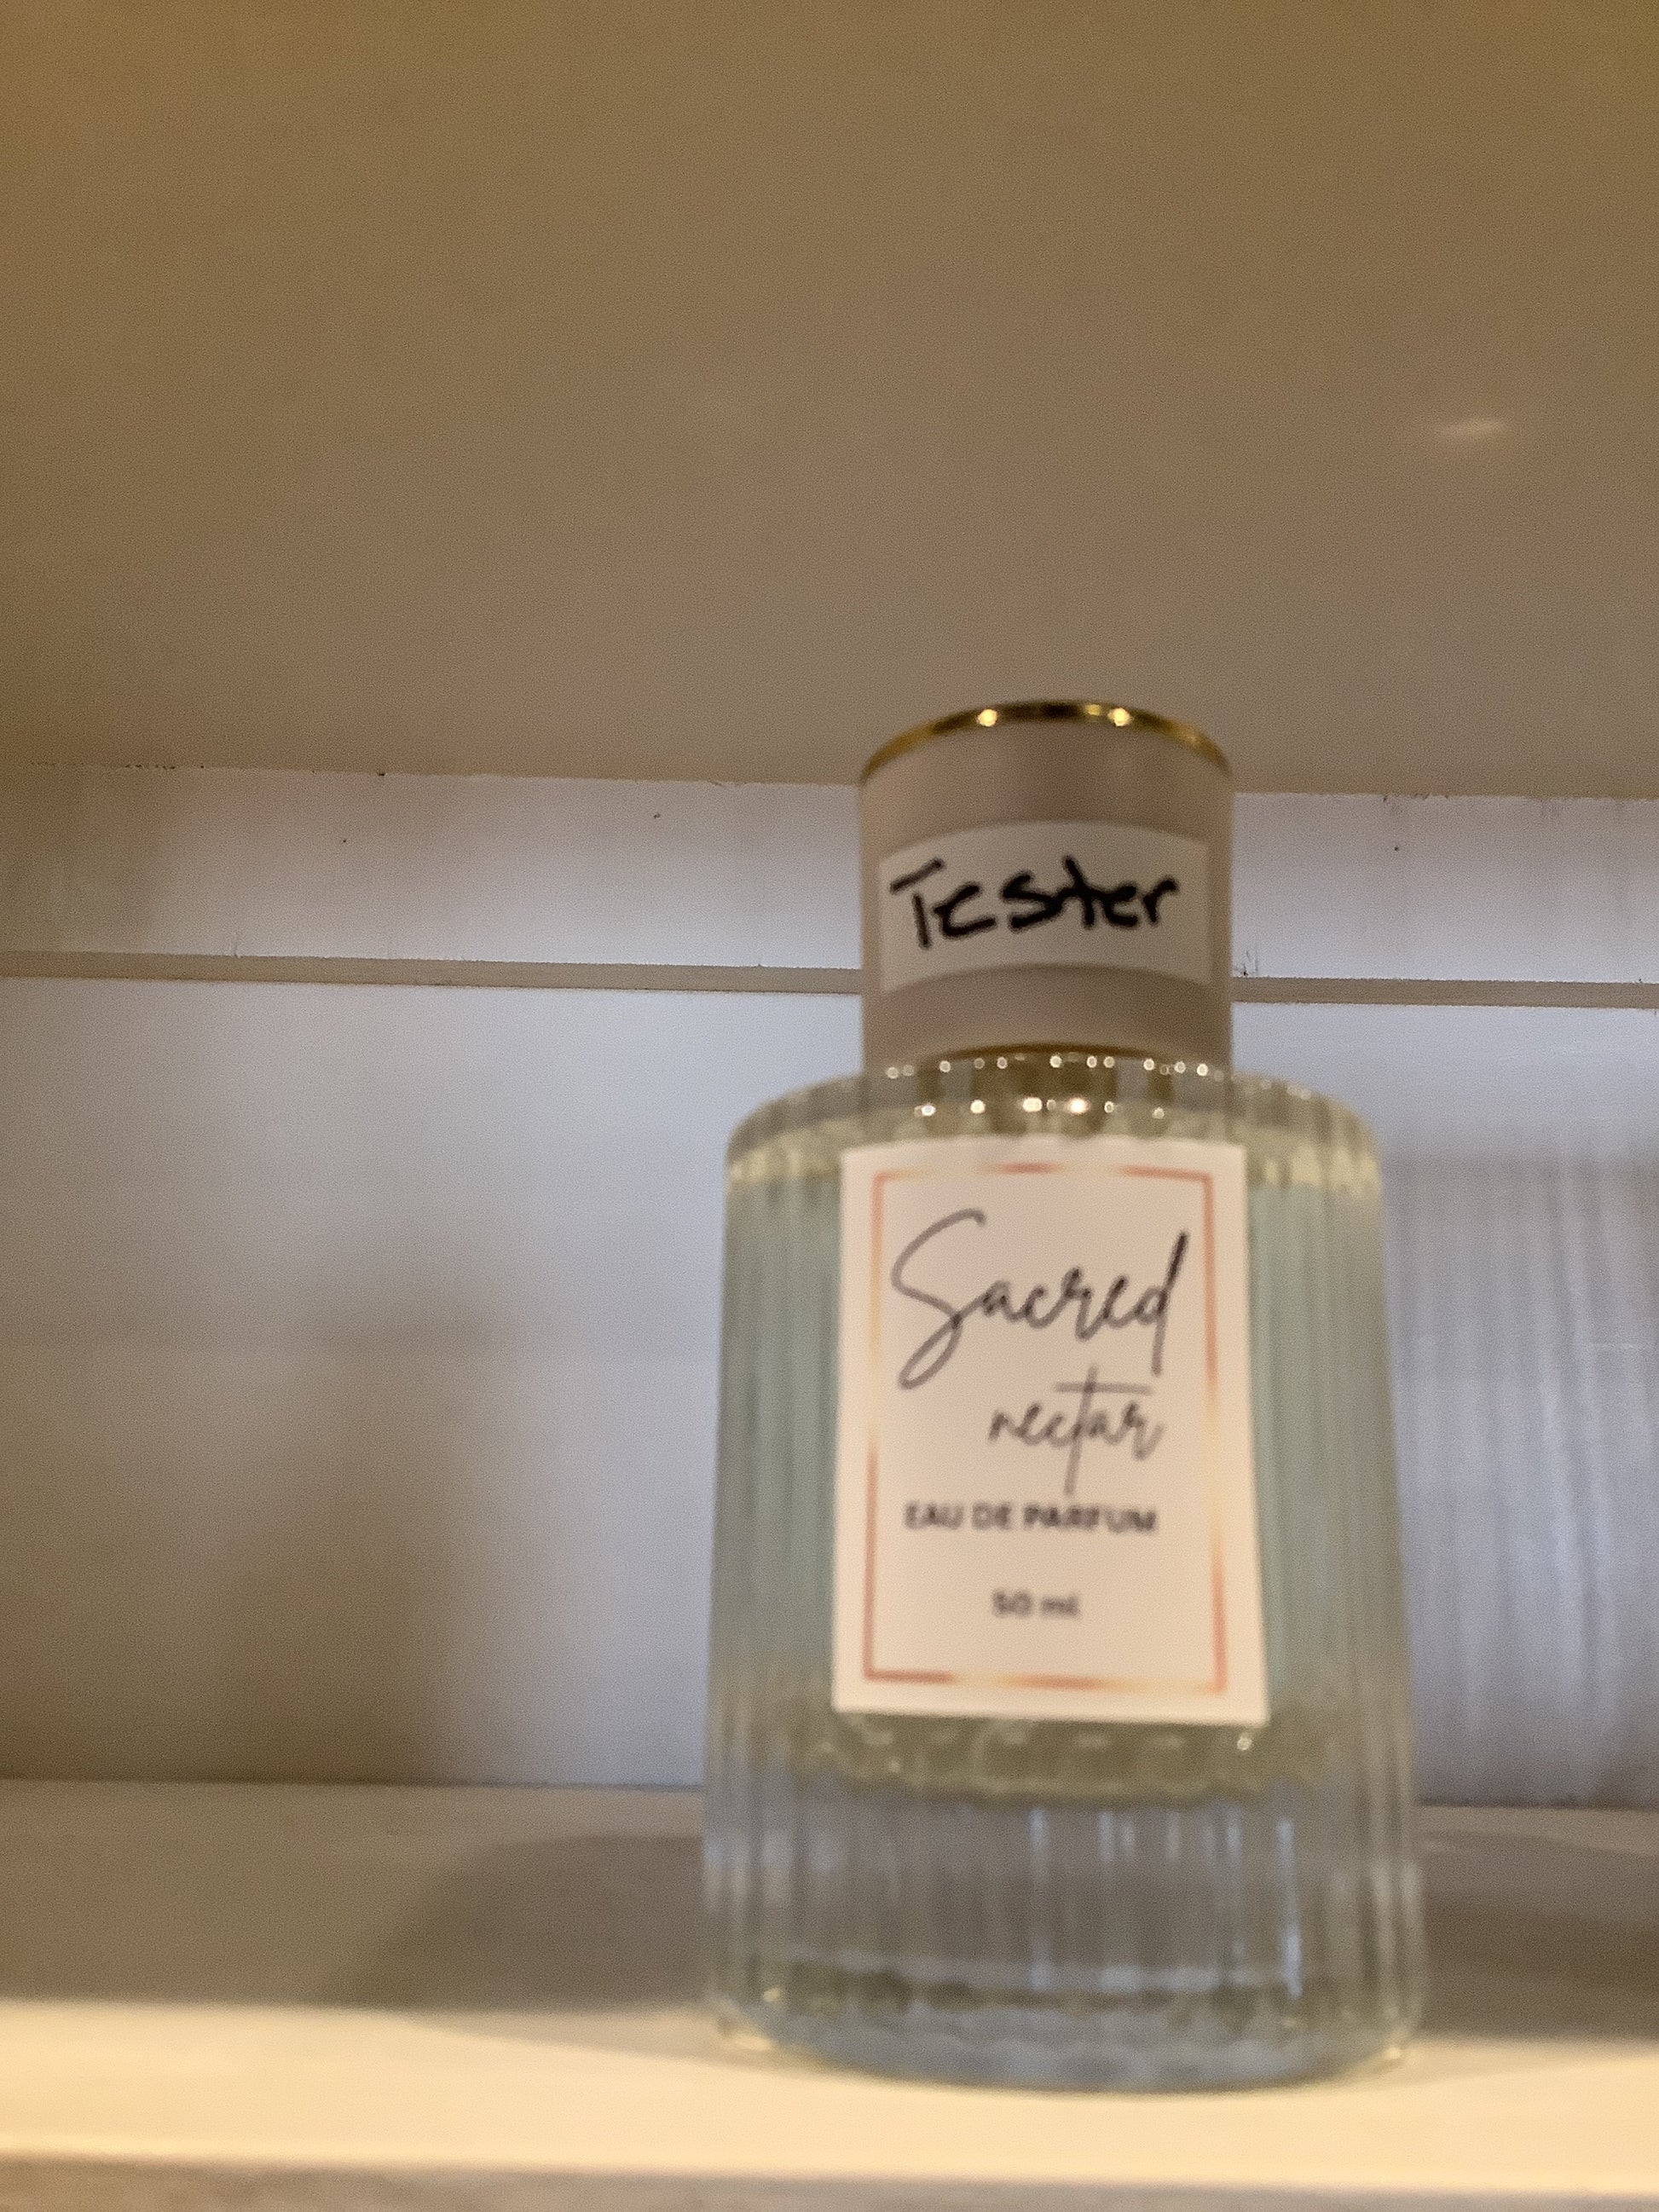 Tester
Sacred
nectar
EAU DE PARFUM
50 ml